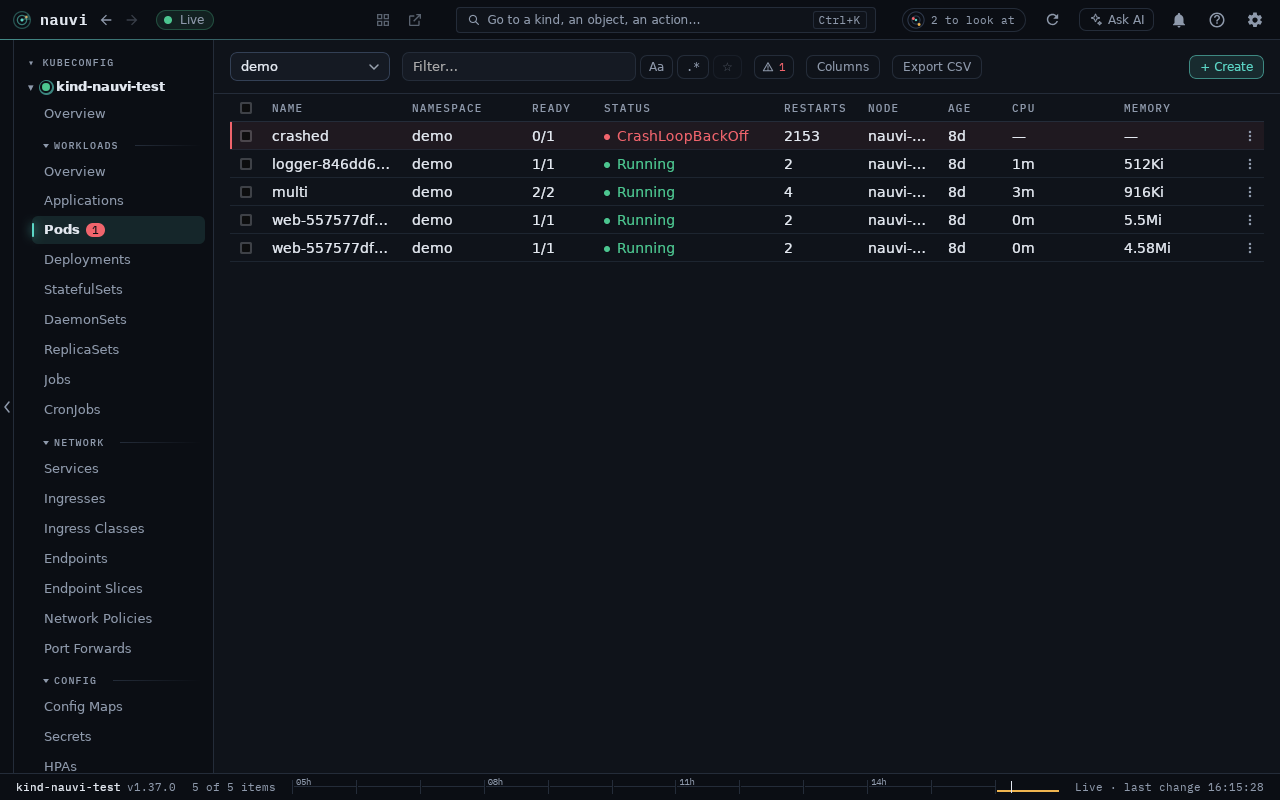 nauvi
Live
Go to a kind, an object, an action...
Ctrl+K
2 to look at
Ask AI
KUBECONFIG
kind-nauvi-test
Overview
WORKLOADS
Overview
Applications
Pods 1
Deployments
StatefulSets
DaemonSets
ReplicaSets
Jobs
CronJobs
NETWORK
Services
Ingresses
Ingress Classes
Endpoints
Endpoint Slices
Network Policies
Port Forwards
CONFIG
Config Maps
Secrets
HPAs
demo
Filter...
Aa
.*
1
Columns
Export CSV
+ Create
NAME NAMESPACE READY STATUS RESTARTS NODE AGE CPU MEMORY
crashed demo 0/1 CrashLoopBackOff 2153 nauvi-... 8d — —
logger-846dd6... demo 1/1 Running 2 nauvi-... 8d 1m 512Ki
multi demo 2/2 Running 4 nauvi-... 8d 3m 916Ki
web-557577df... demo 1/1 Running 2 nauvi-... 8d 0m 5.5Mi
web-557577df... demo 1/1 Running 2 nauvi-... 8d 0m 4.58Mi
kind-nauvi-test v1.37.0 5 of 5 items
05h 08h 11h 14h
Live · last change 16:15:28